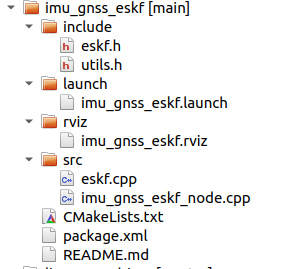 imu_gnss_eskf [main]
include
eskf.h
utils.h
launch
imu_gnss_eskf.launch
rviz
imu_gnss_eskf.rviz
src
eskf.cpp
imu_gnss_eskf_node.cpp
CMakeLists.txt
package.xml
README.md